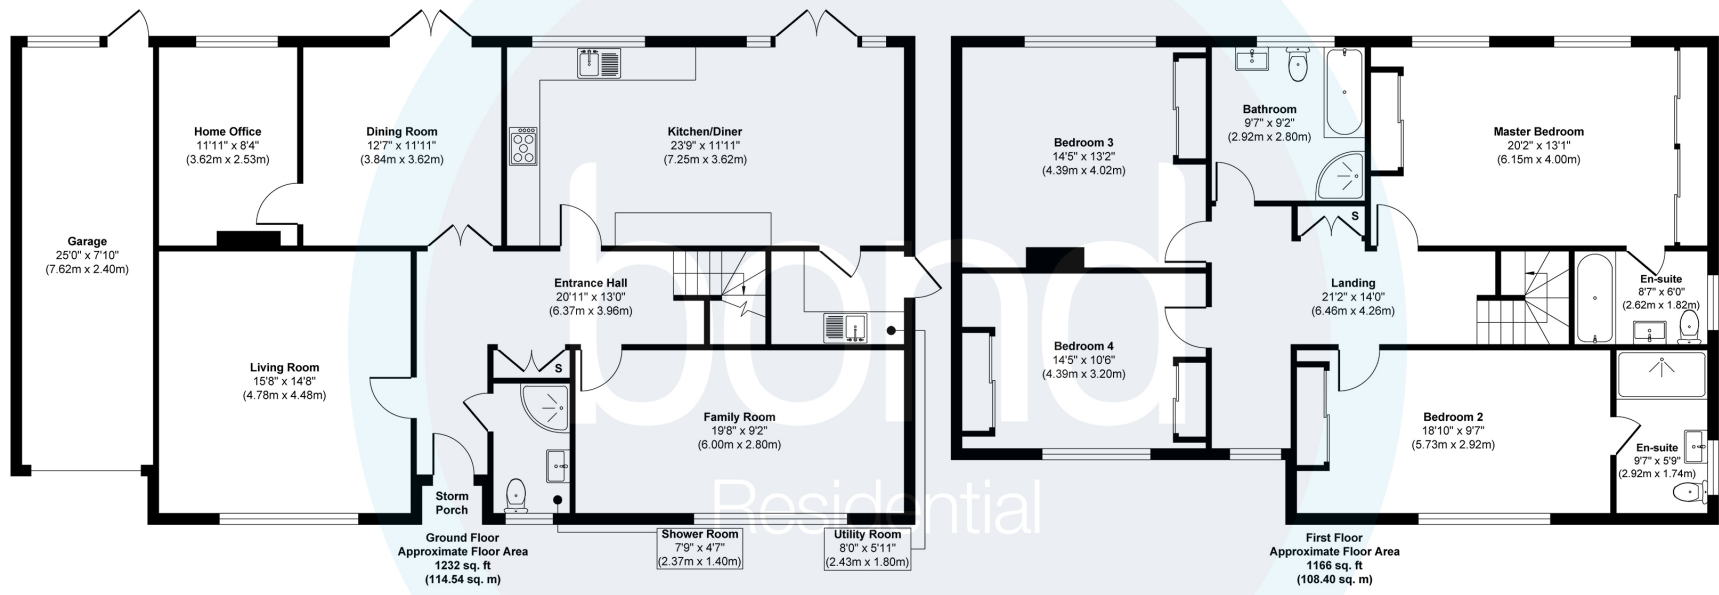 Home Office
11'11" x 8'4"
(3.62m x 2.53m)
Dining Room
12'7" x 11'11"
(3.84m x 3.62m)
Kitchen/Diner
23'9" x 11'11"
(7.25m x 3.62m)
Garage
25'0" x 7'10"
(7.62m x 2.40m)
Entrance Hall
20'11" x 13'0"
(6.37m x 3.96m)
Living Room
15'8" x 14'8"
(4.78m x 4.48m)
S
Family Room
19'8" x 9'2"
(6.00m x 2.80m)
Storm
Porch
Shower Room
7'9" x 4'7"
(2.37m x 1.40m)
Utility Room
8'0" x 5'11"
(2.43m x 1.80m)
Ground Floor
Approximate Floor Area
1232 sq. ft
(114.54 sq. m)
Bedroom 3
14'5" x 13'2"
(4.39m x 4.02m)
Bathroom
9'7" x 9'2"
(2.92m x 2.80m)
Master Bedroom
20'2" x 13'1"
(6.15m x 4.00m)
S
Landing
21'2" x 14'0"
(6.46m x 4.26m)
En-suite
8'7" x 6'0"
(2.62m x 1.82m)
Bedroom 4
14'5" x 10'6"
(4.39m x 3.20m)
Bedroom 2
18'10" x 9'7"
(5.73m x 2.92m)
En-suite
9'7" x 5'9"
(2.92m x 1.74m)
First Floor
Approximate Floor Area
1166 sq. ft
(108.40 sq. m)
bond
Residential